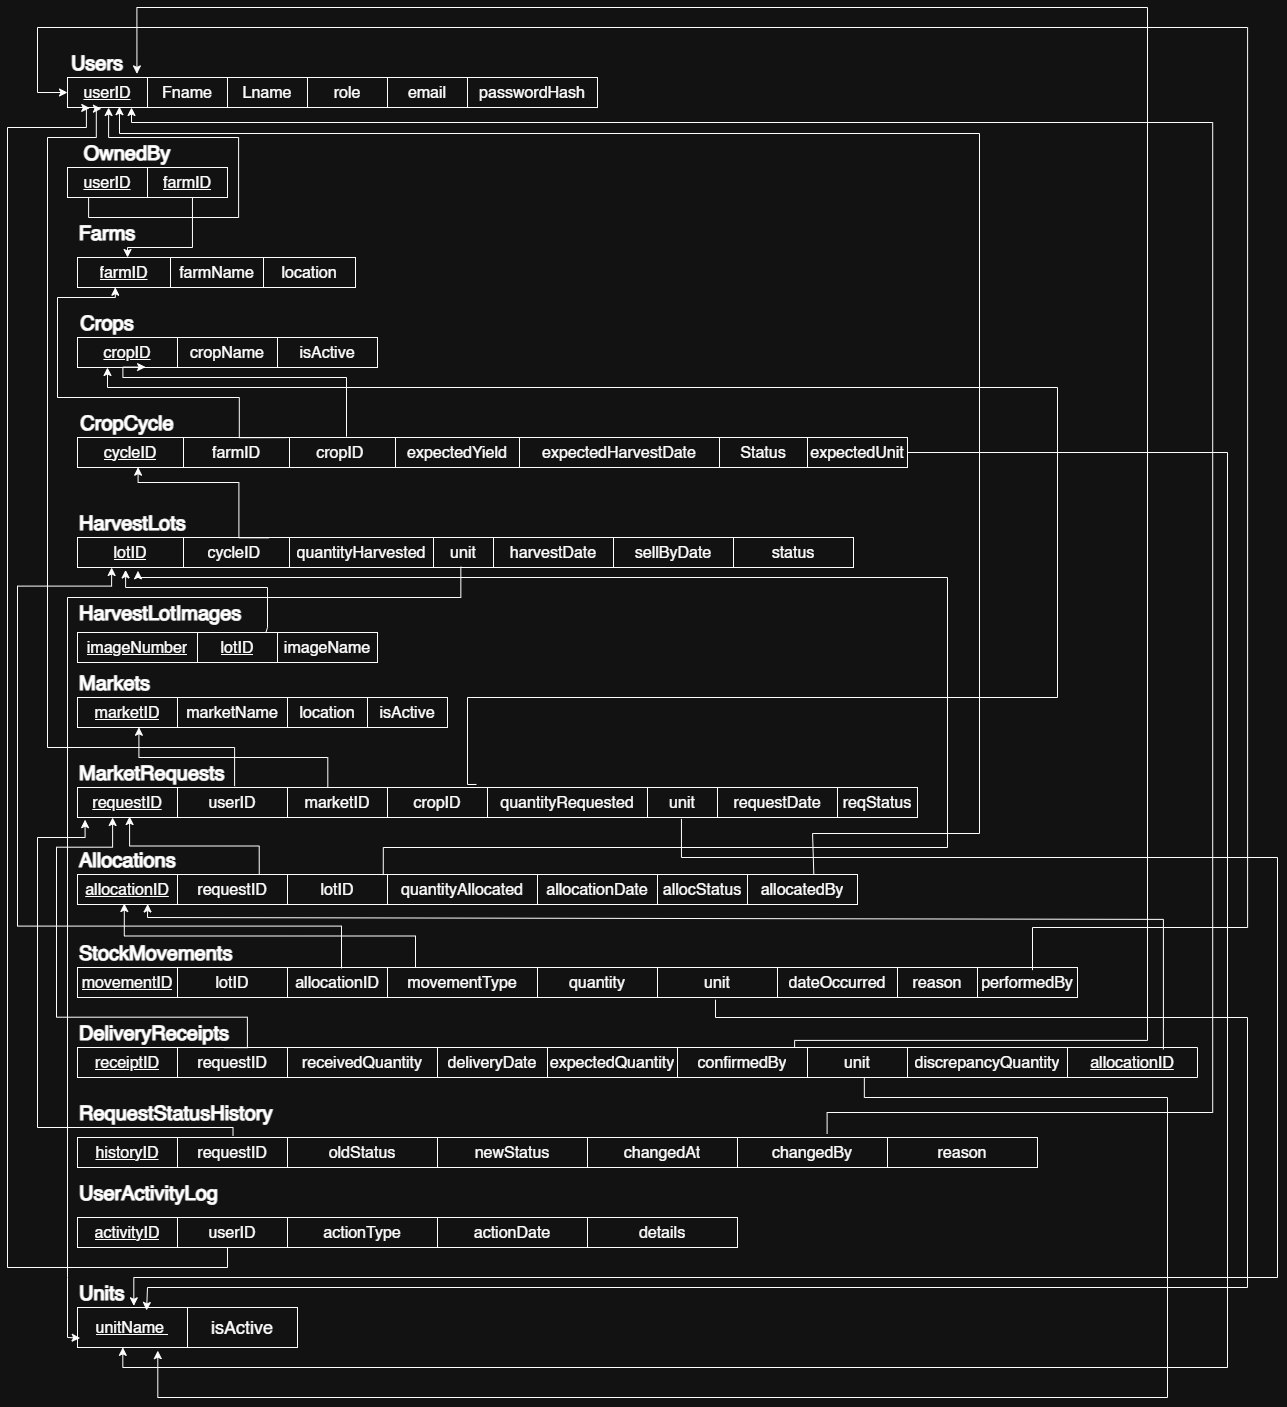 Users
userID Fname Lname role email passwordHash
OwnedBy
userID farmID
Farms
farmID farmName location
Crops
cropID cropName isActive
CropCycle
cycleID farmID cropID expectedYield expectedHarvestDate Status expectedUnit
HarvestLots
lotID cycleID quantityHarvested unit harvestDate sellByDate status
HarvestLotImages
imageNumber lotID imageName
Markets
marketID marketName location isActive
MarketRequests
requestID userID marketID cropID quantityRequested unit requestDate reqStatus
Allocations
allocationID requestID lotID quantityAllocated allocationDate allocStatus allocatedBy
StockMovements
movementID lotID allocationID movementType quantity unit dateOccurred reason performedBy
DeliveryReceipts
receiptID requestID receivedQuantity deliveryDate expectedQuantity confirmedBy unit discrepancyQuantity allocationID
RequestStatusHistory
historyID requestID oldStatus newStatus changedAt changedBy reason
UserActivityLog
activityID userID actionType actionDate details
Units
unitName isActive